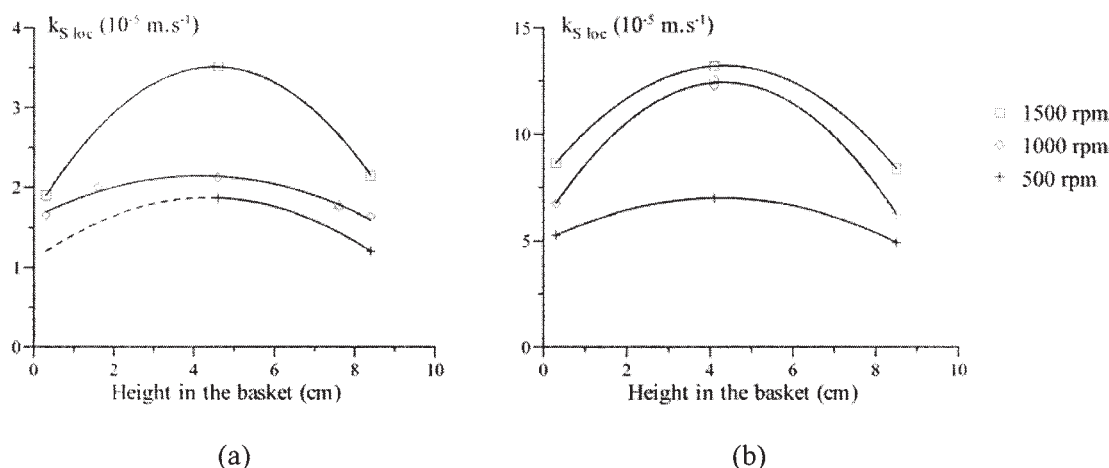 k_S loc (10^-5 m.s^-1)
4
3
2
1
0
0 2 4 6 8 10
Height in the basket (cm)
(a)
k_S loc (10^-5 m.s^-1)
15
10
5
0
0 2 4 6 8 10
Height in the basket (cm)
(b)
1500 rpm
1000 rpm
500 rpm